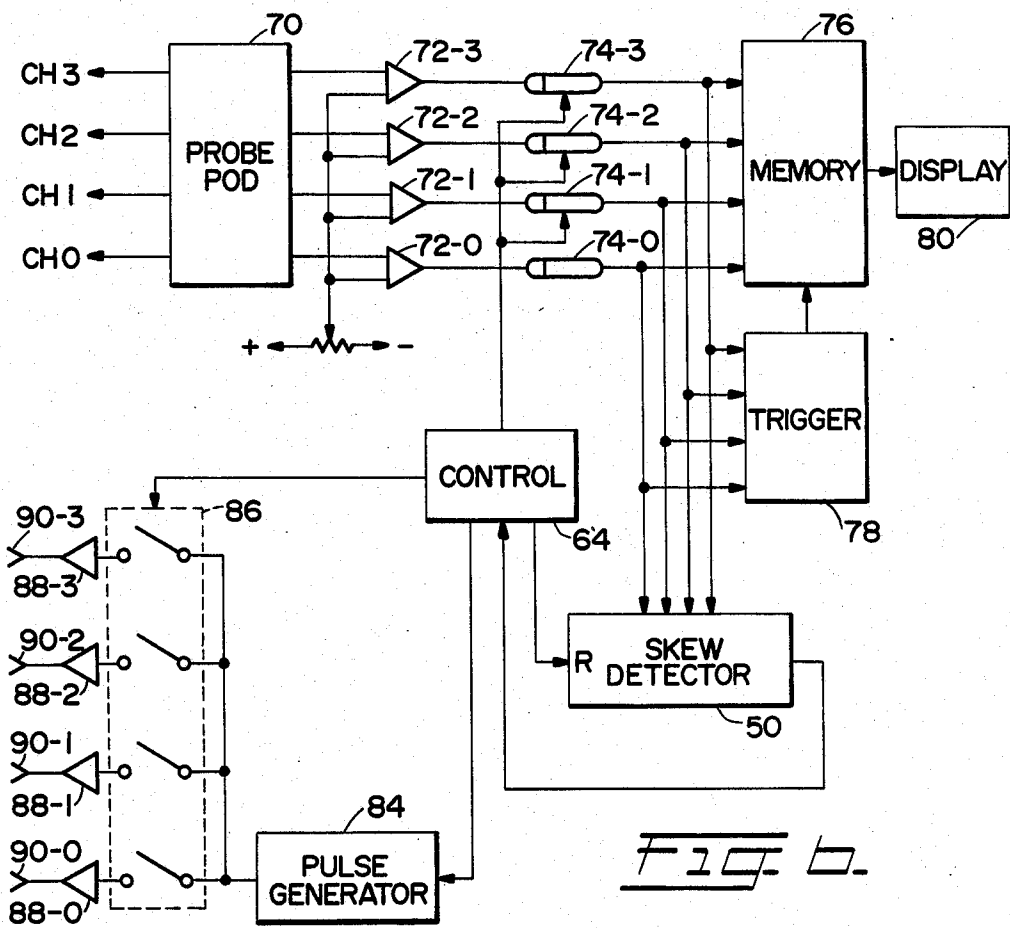 70
72-3
74-3
76
CH3
72-2
74-2
CH2
PROBE
POD
MEMORY
DISPLAY
72-1
74-1
CH1
80
72-0
74-0
CH0
+
-
TRIGGER
CONTROL
78
64
90-3
86
88-3
90-2
88-2
R
SKEW
DETECTOR
50
90-1
88-1
84
90-0
88-0
PULSE
GENERATOR
Fig. 6.